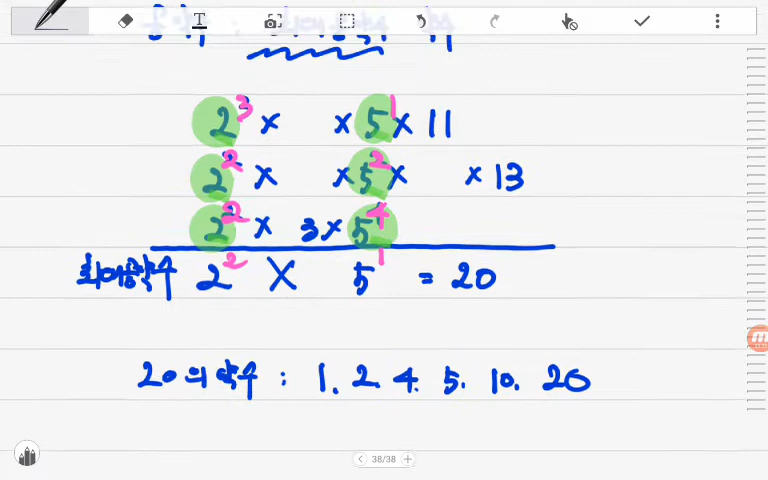 2³ × × 5¹ × 11
2² × × 5² × × 13
2² × 3 × 5⁴
최대공약수 2² × 5¹ = 20
20의 약수 : 1. 2. 4. 5. 10. 20
38/38